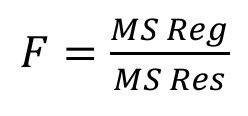 F = MS Reg / MS Res